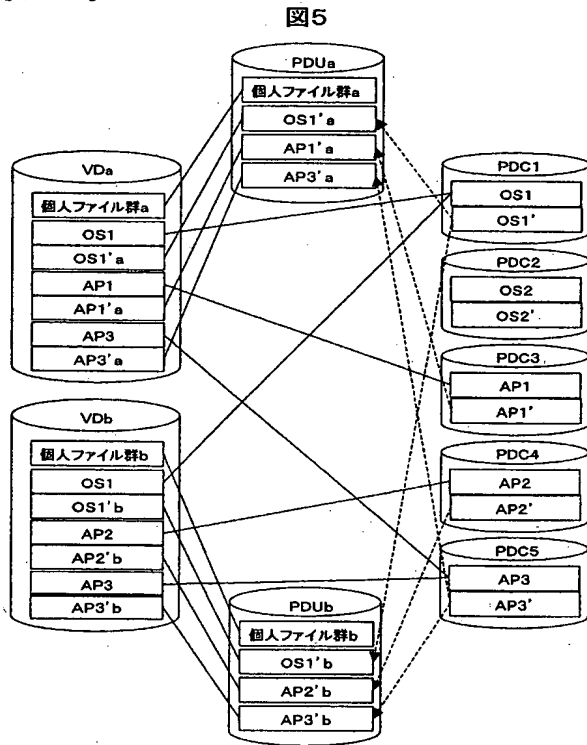 図5
PDUa
個人ファイル群a
OS1'a
AP1'a
AP3'a
VDa
個人ファイル群a
OS1
OS1'a
AP1
AP1'a
AP3
AP3'a
VDb
個人ファイル群b
OS1
OS1'b
AP2
AP2'b
AP3
AP3'b
PDUb
個人ファイル群b
OS1'b
AP2'b
AP3'b
PDC1
OS1
OS1'
PDC2
OS2
OS2'
PDC3
AP1
AP1'
PDC4
AP2
AP2'
PDC5
AP3
AP3'